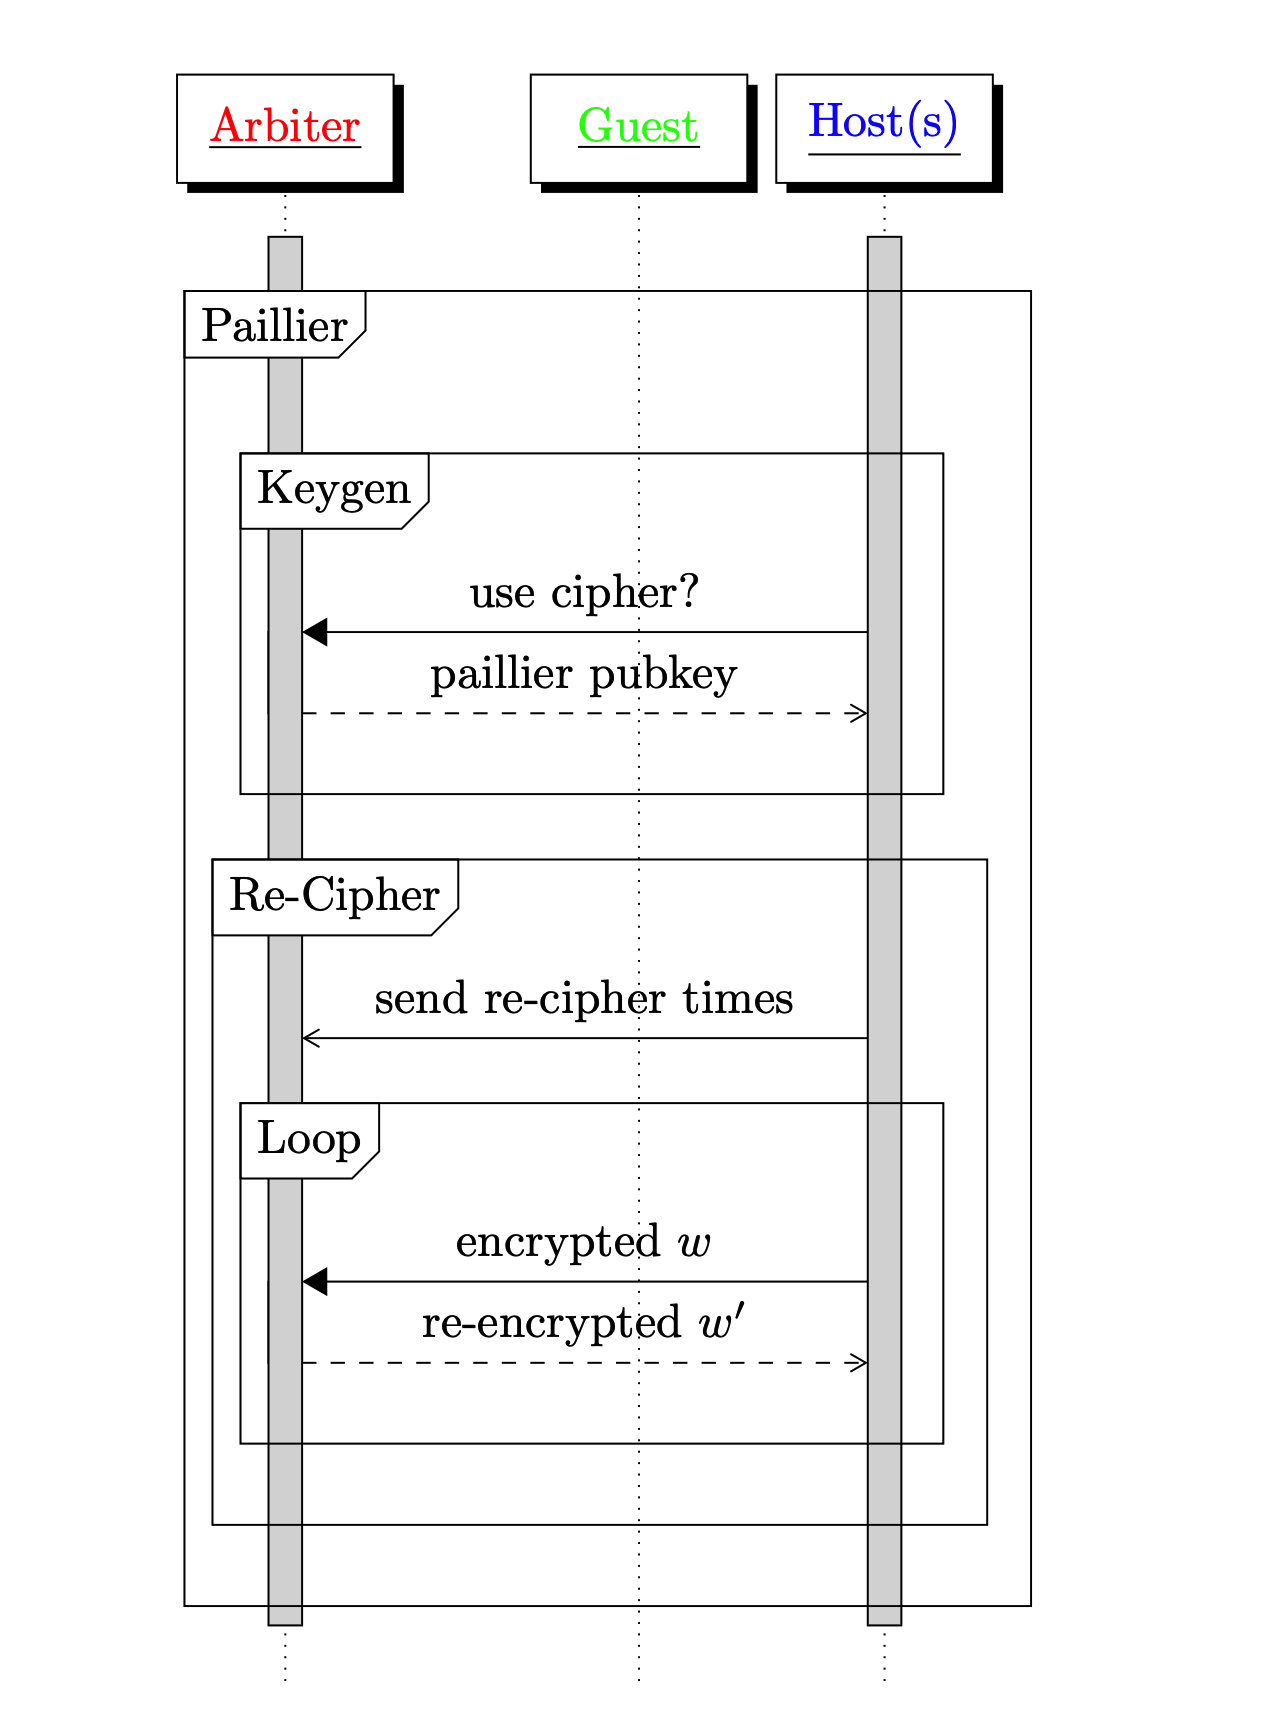 Arbiter
Guest
Host(s)
Paillier
Keygen
use cipher?
paillier pubkey
Re-Cipher
send re-cipher times
Loop
encrypted w
re-encrypted w′